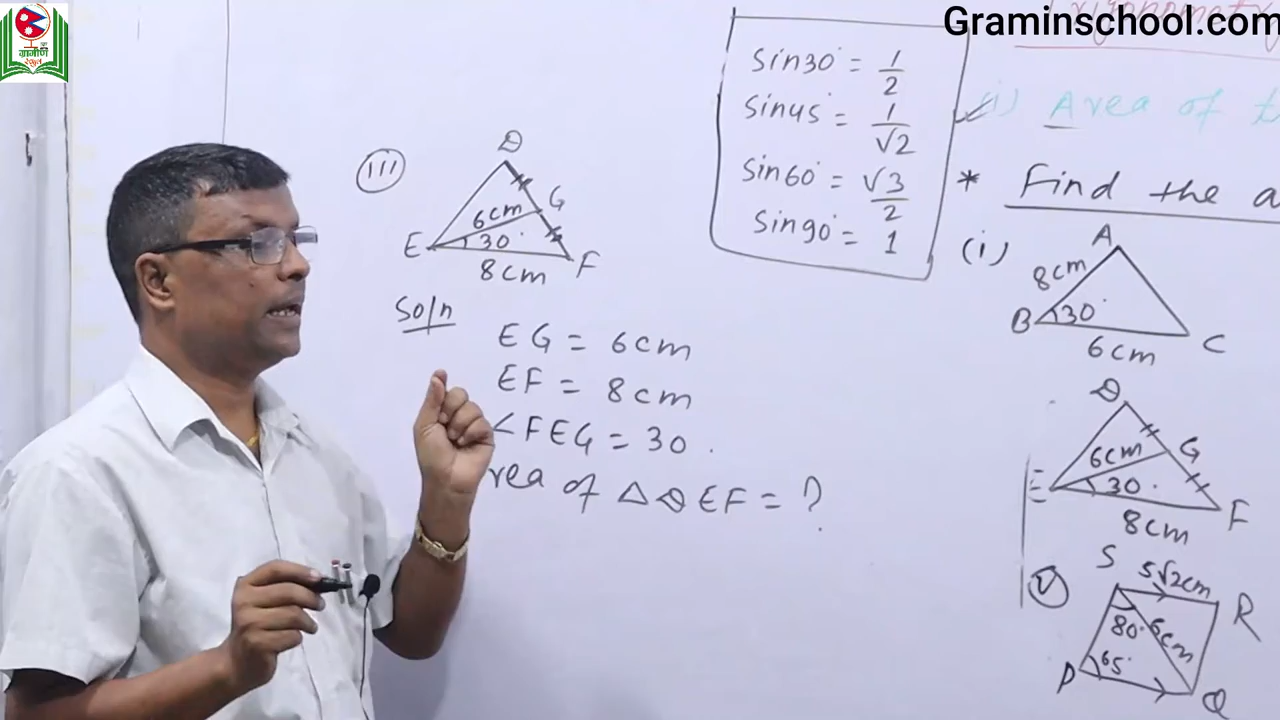 Graminschool.com
ग्रामीण
स्कुल
sin30° = 1/2
sin45° = 1/√2
sin60° = √3/2
sin90° = 1
Trigonometry
(i) Area of
* Find the a
(i)
A
8cm
B
30°
6cm
C
D
G
6cm
E
30°
8cm
F
(V)
S
5√2cm
R
80°
6cm
65°
P
Q
(III)
D
G
6cm
E
30°
8cm
F
Soln
EG = 6cm
EF = 8cm
∠FEG = 30°
rea of △DEF = ?